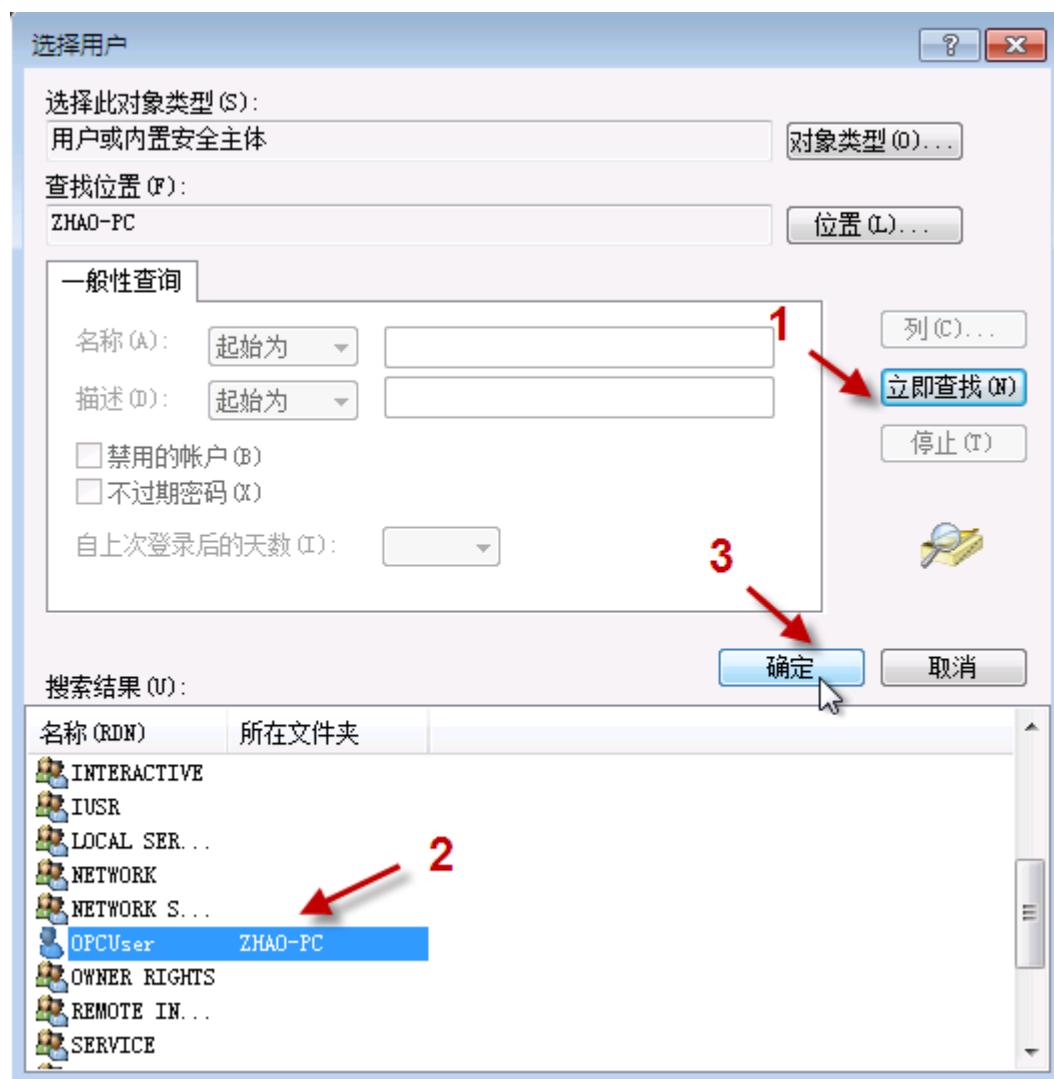 选择用户
选择此对象类型(S):
用户或内置安全主体
对象类型(O)...
查找位置(F):
ZHAO-PC
位置(L)...
一般性查询
名称(A):
起始为
1
列(C)...
描述(D):
起始为
立即查找(N)
禁用的帐户(B)
停止(T)
不过期密码(X)
自上次登录后的天数(I):
3
确定
取消
搜索结果(U):
名称(RDN) 所在文件夹
INTERACTIVE
IUSR
LOCAL SER...
2
NETWORK
NETWORK S...
OPCUser ZHAO-PC
OWNER RIGHTS
REMOTE IN...
SERVICE